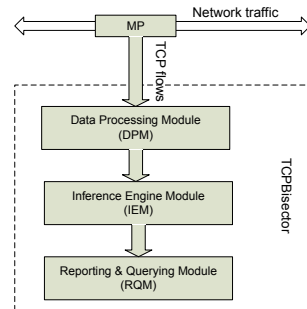 Network traffic
MP
TCP flows
Data Processing Module
(DPM)
TCPBisector
Inference Engine Module
(IEM)
Reporting & Querying Module
(RQM)